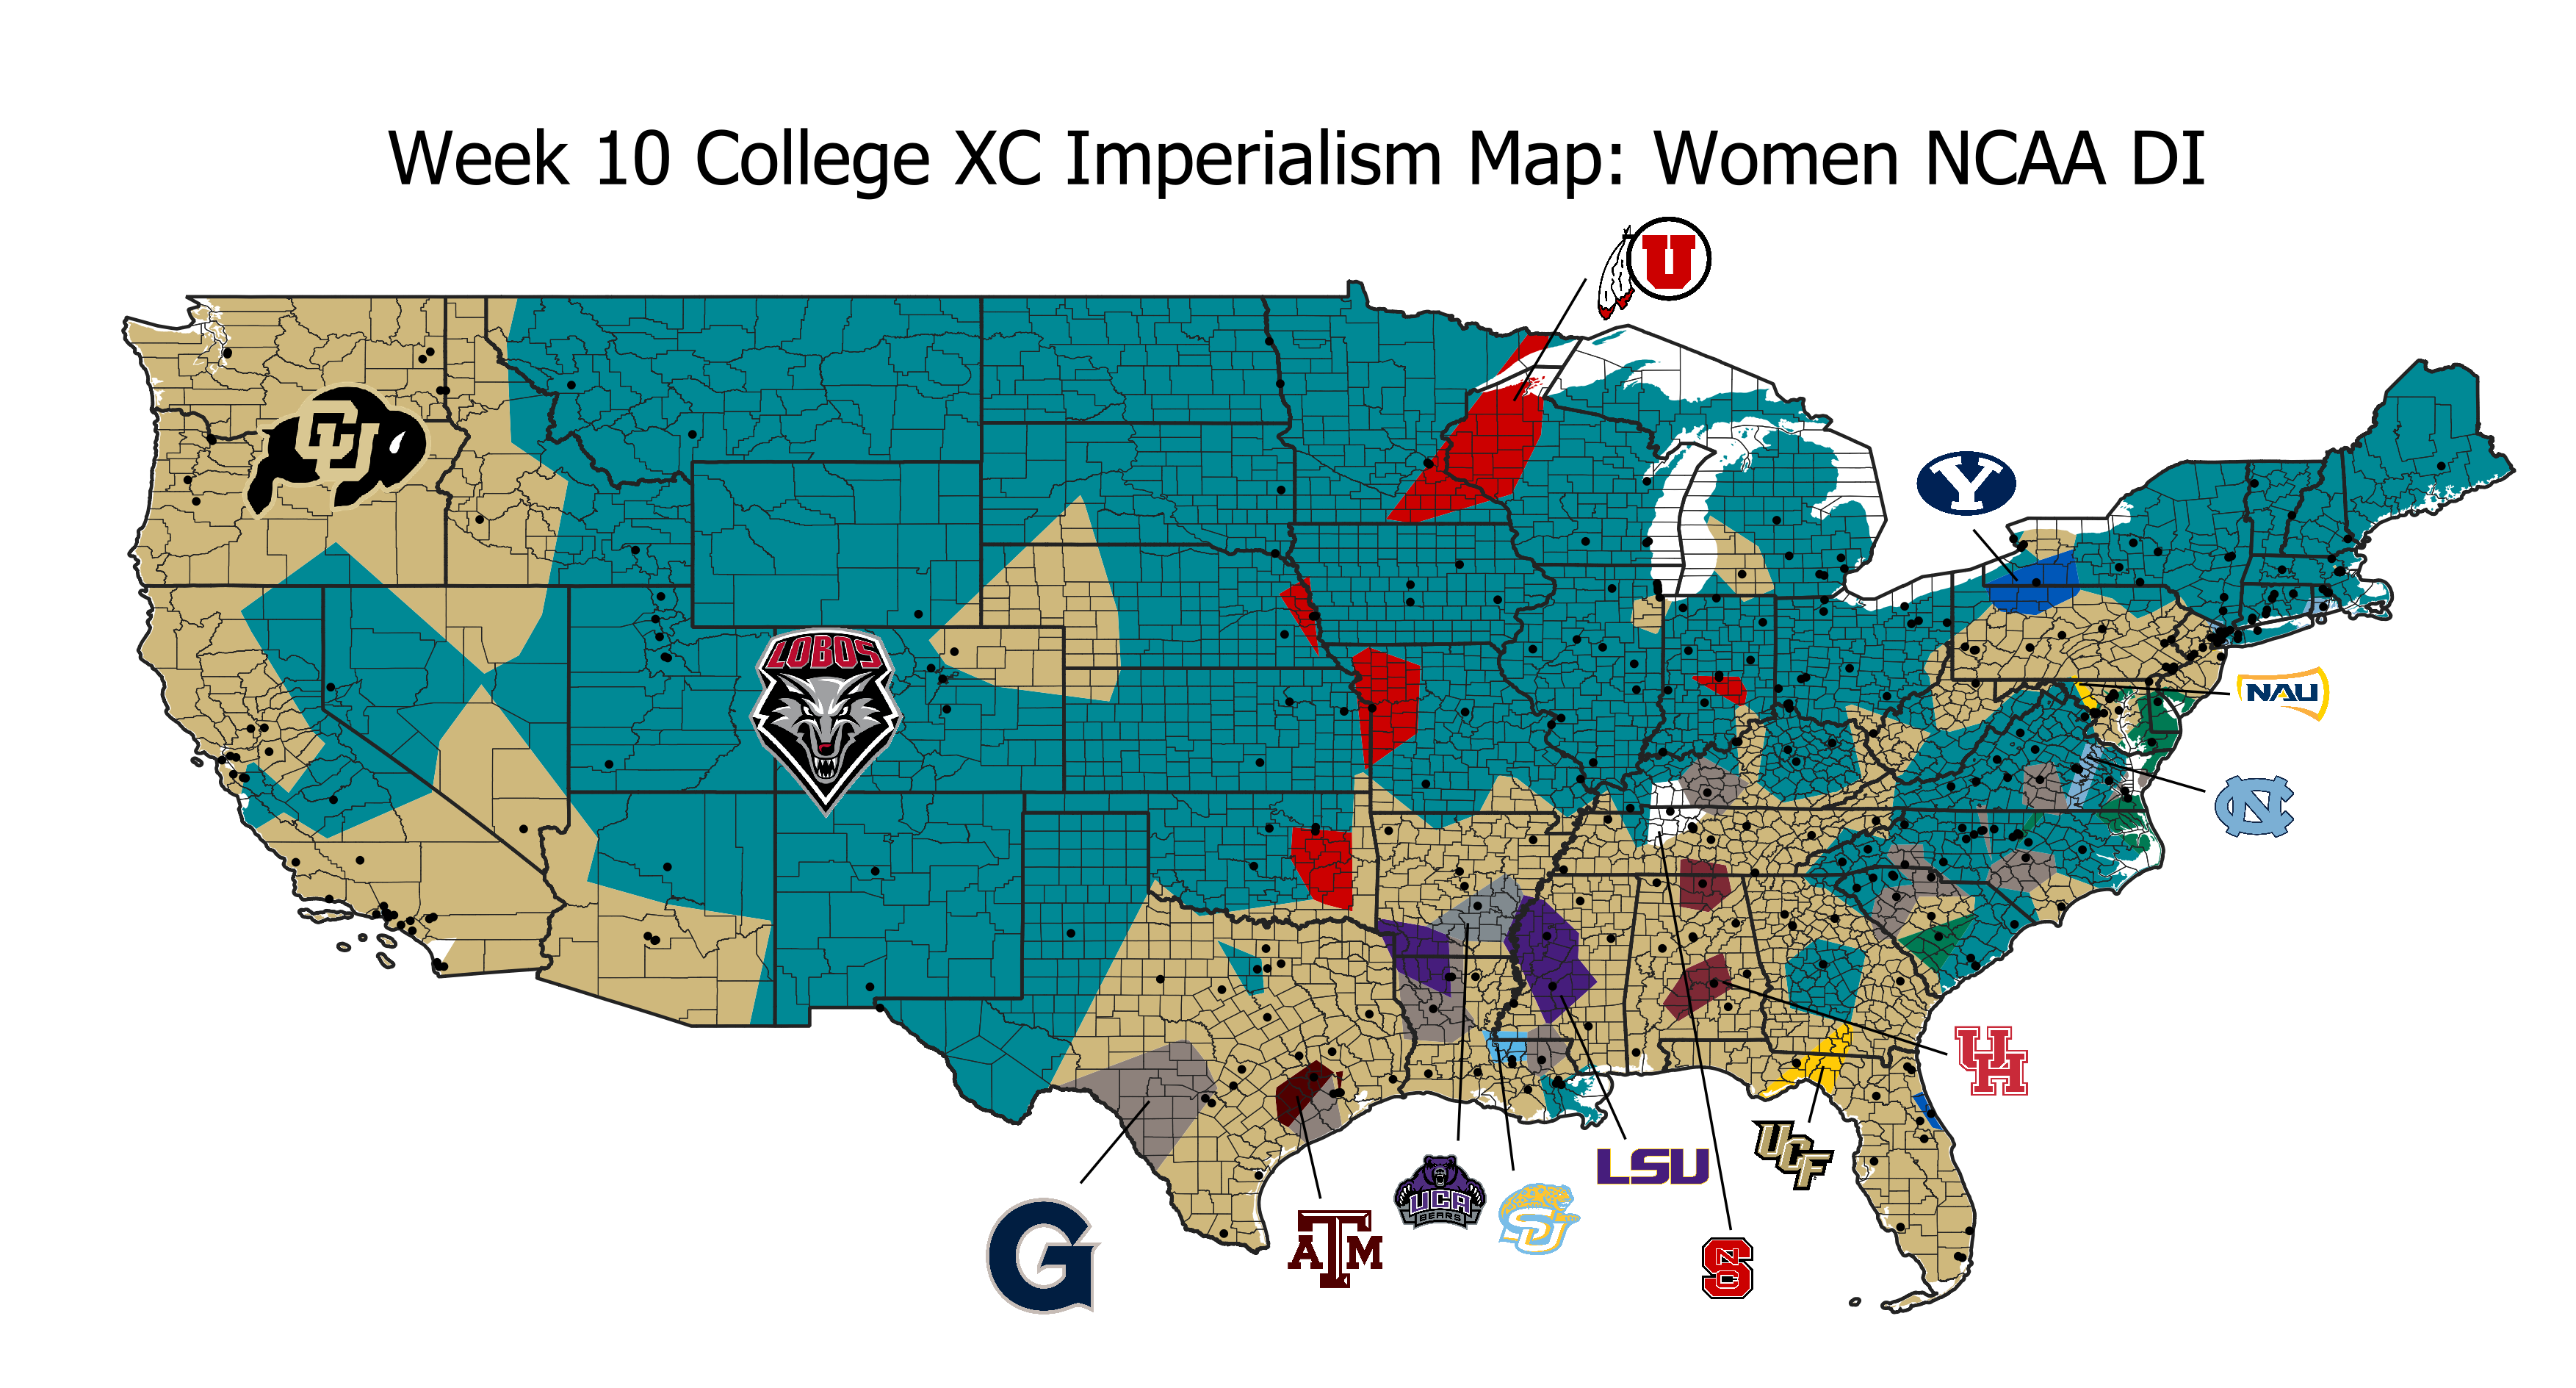 Week 10 College XC Imperialism Map: Women NCAA DI
U
CU
Y
LOBOS
NAU
NC
UH
LSU
UCF
UCA
BEARS
SU
G
ATM
NC
S